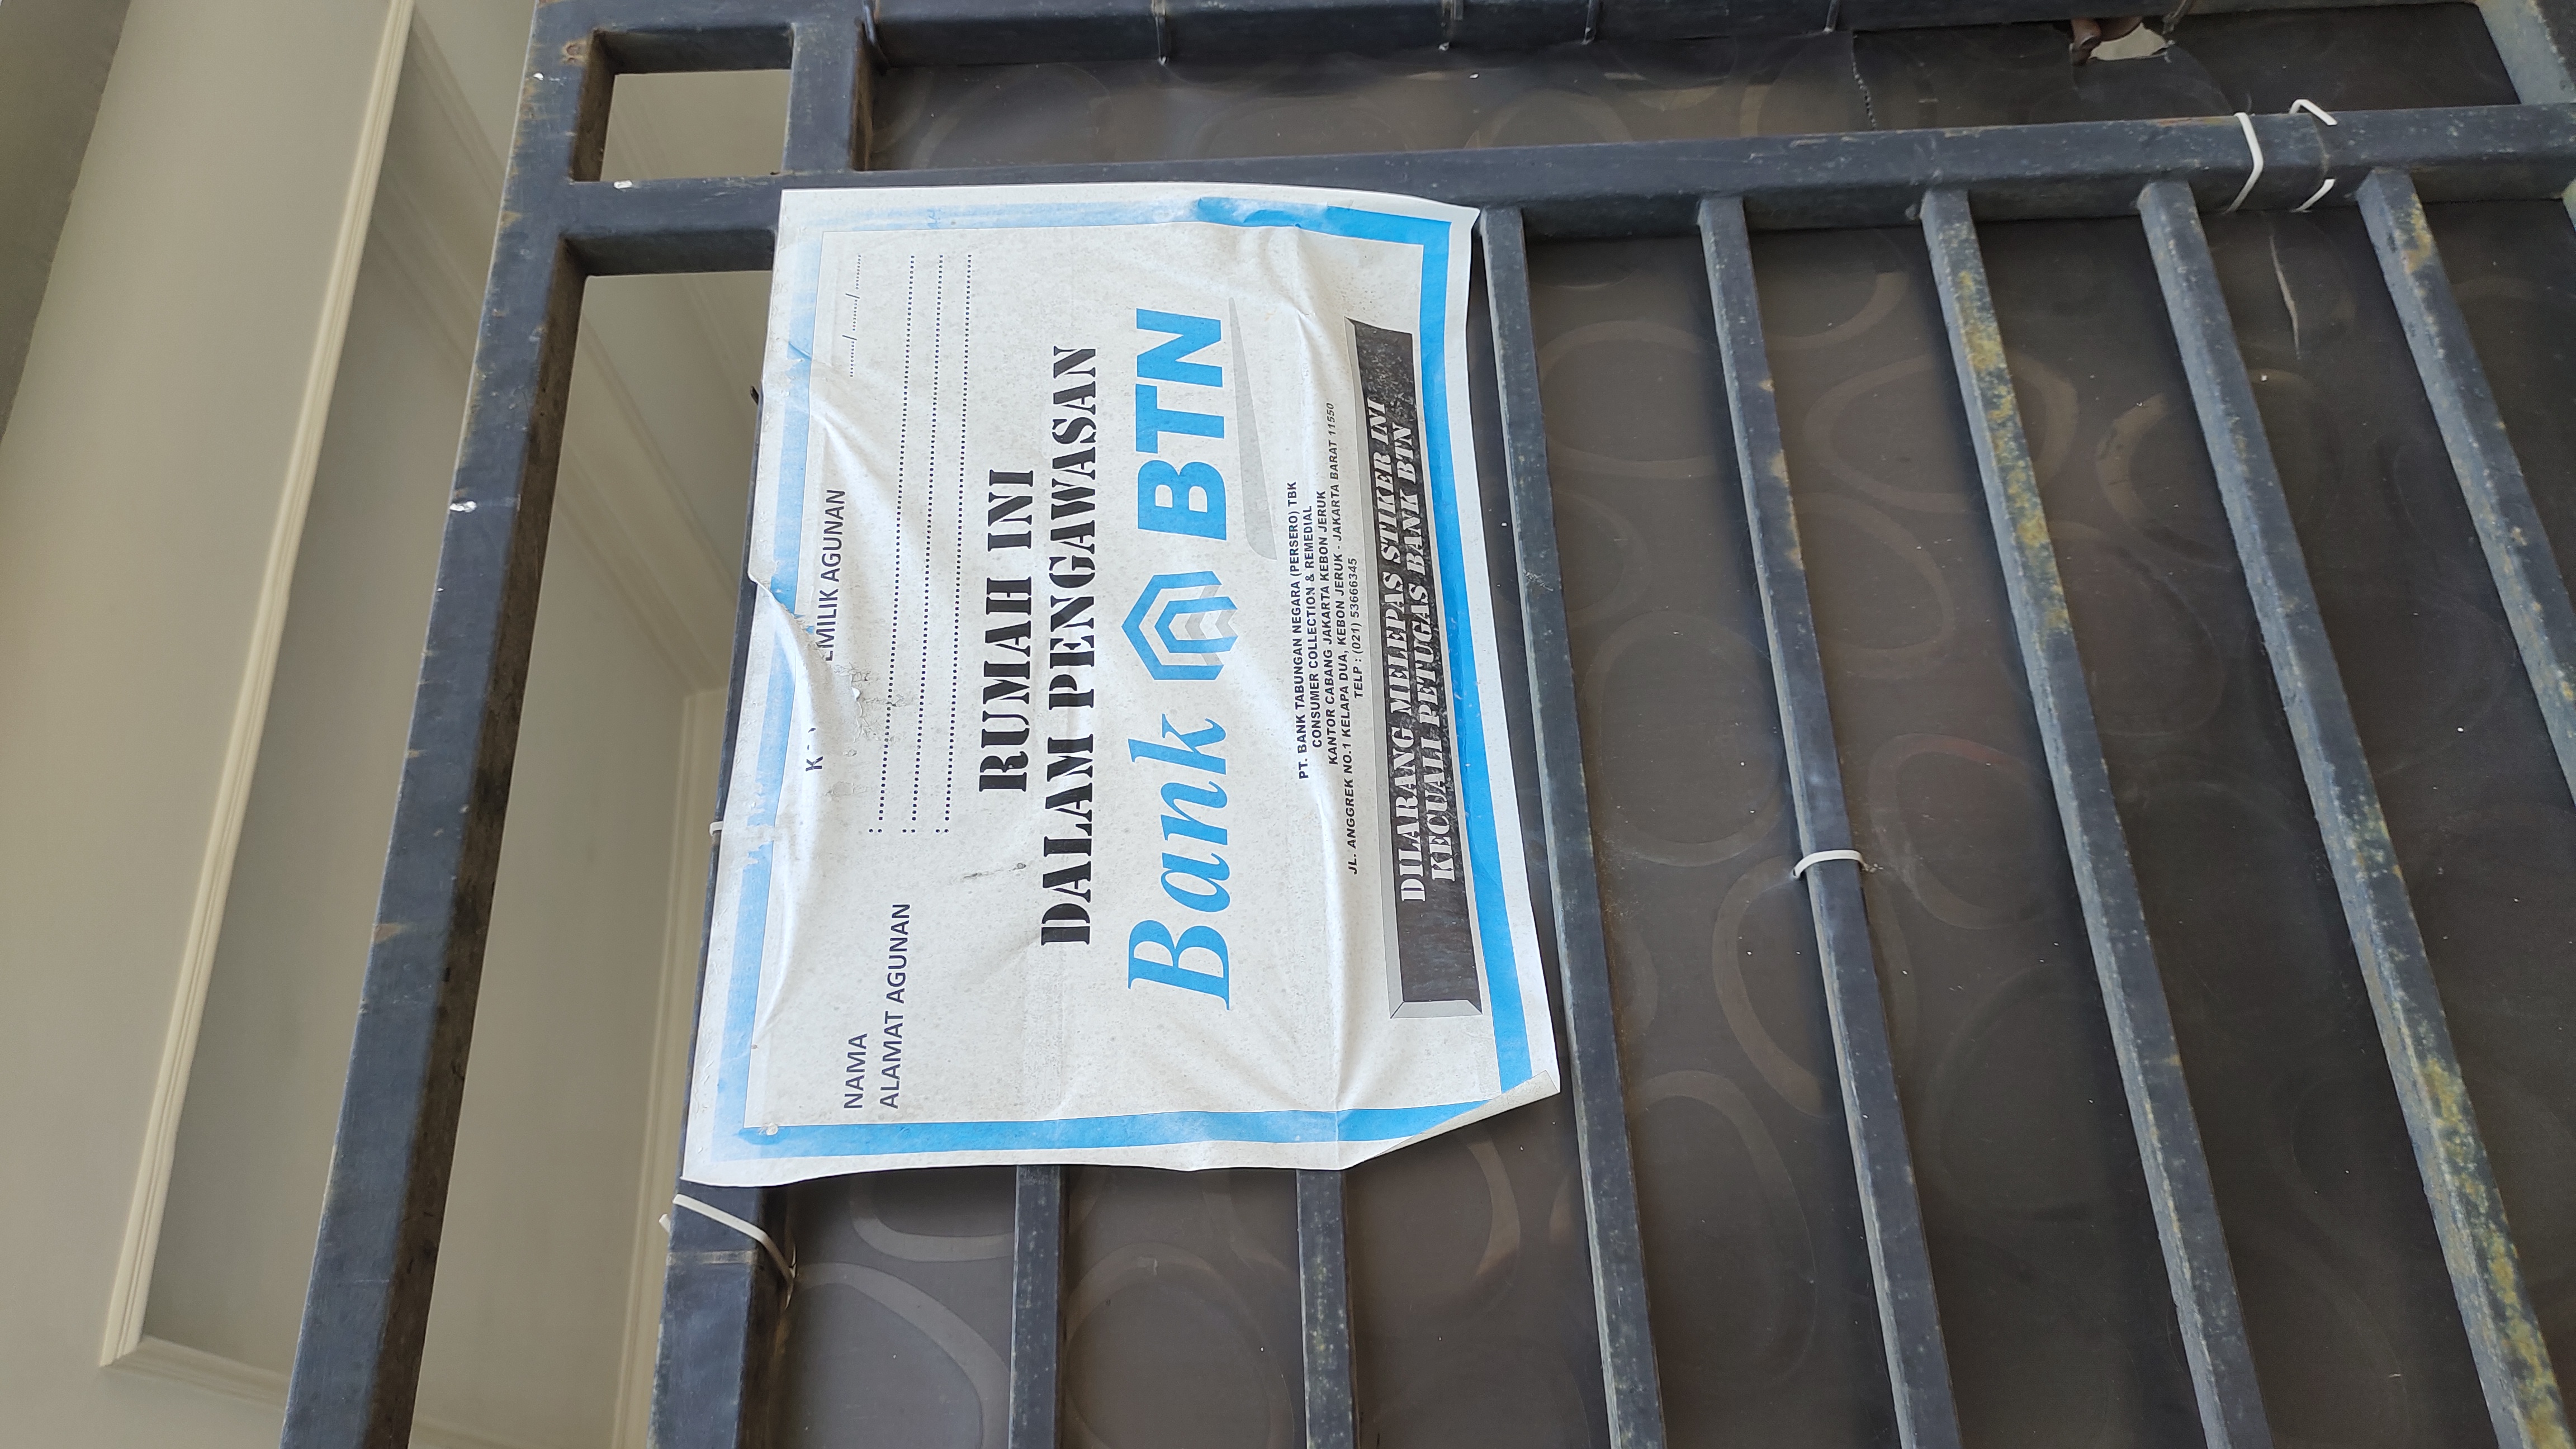 K EMILIK AGUNAN
....../....../......
NAMA :
ALAMAT AGUNAN :
:
RUMAH INI
DALAM PENGAWASAN
Bank BTN
PT. BANK TABUNGAN NEGARA (PERSERO) TBK
CONSUMER COLLECTION & REMEDIAL
KANTOR CABANG JAKARTA KEBON JERUK
JL. ANGGREK NO.1 KELAPA DUA, KEBON JERUK - JAKARTA BARAT 11550
TELP : (021) 53666345
DILARANG MELEPAS STIKER INI
KECUALI PETUGAS BANK BTN